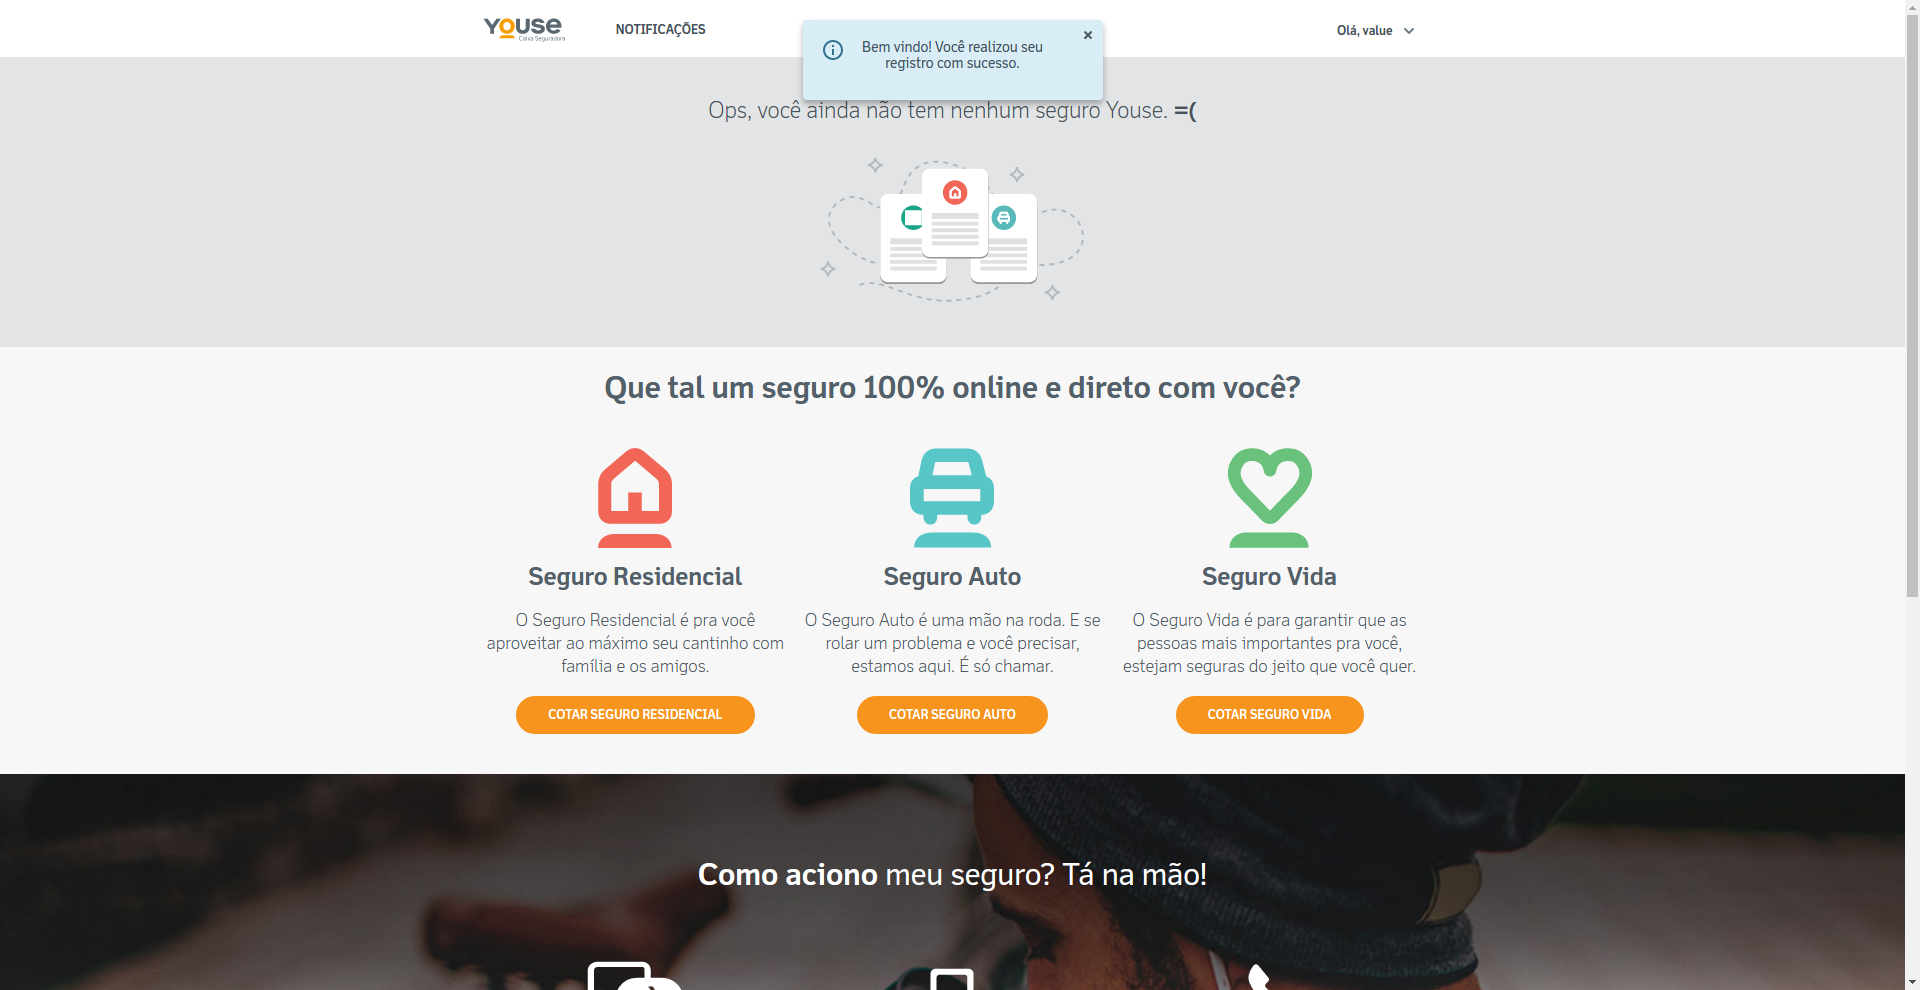 Youse
Caixa Seguradora
NOTIFICAÇÕES
Bem vindo! Você realizou seu
registro com sucesso.
×
Olá, value
Ops, você ainda não tem nenhum seguro Youse. =(
Que tal um seguro 100% online e direto com você?
Seguro Residencial
O Seguro Residencial é pra você
aproveitar ao máximo seu cantinho com
família e os amigos.
COTAR SEGURO RESIDENCIAL
Seguro Auto
O Seguro Auto é uma mão na roda. E se
rolar um problema e você precisar,
estamos aqui. É só chamar.
COTAR SEGURO AUTO
Seguro Vida
O Seguro Vida é para garantir que as
pessoas mais importantes pra você,
estejam seguras do jeito que você quer.
COTAR SEGURO VIDA
Como aciono meu seguro? Tá na mão!